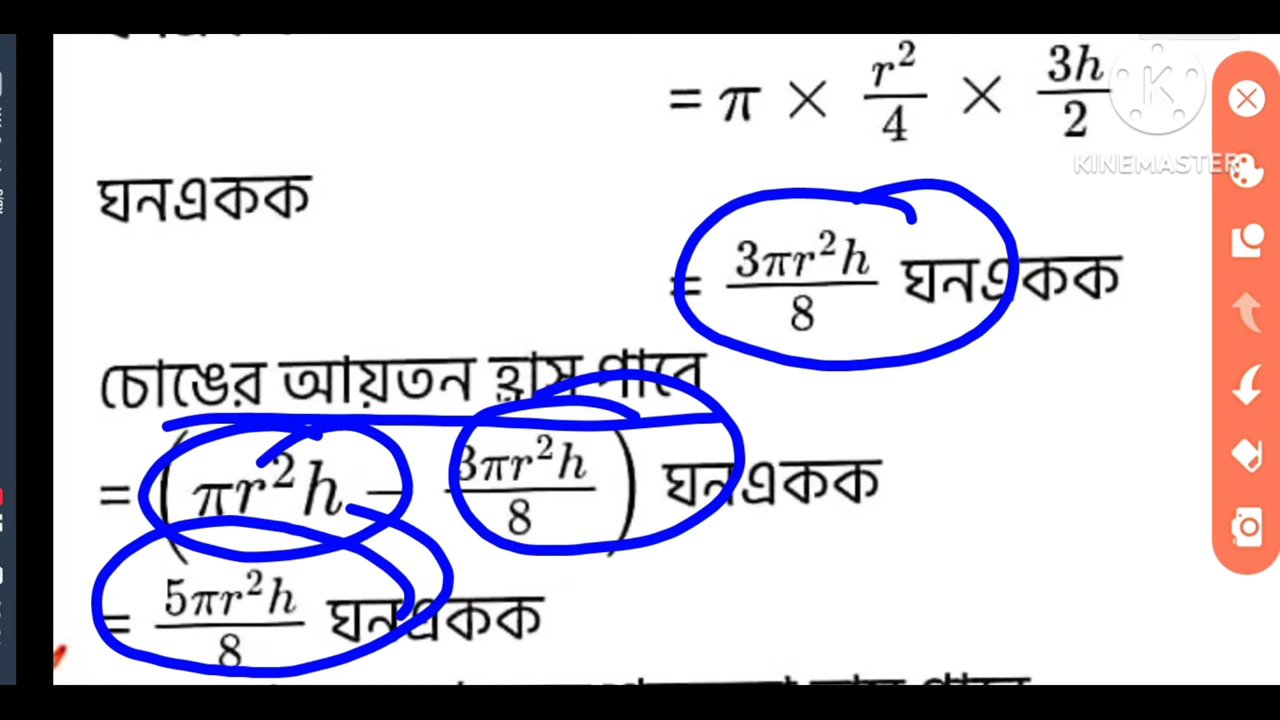 = π × r²/4 × 3h/2
KINEMASTER
ঘনএকক
= 3πr²h/8 ঘনএকক
চোঙের আয়তন হ্রাস পাবে
= (πr²h − 3πr²h/8) ঘনএকক
= 5πr²h/8 ঘনএকক